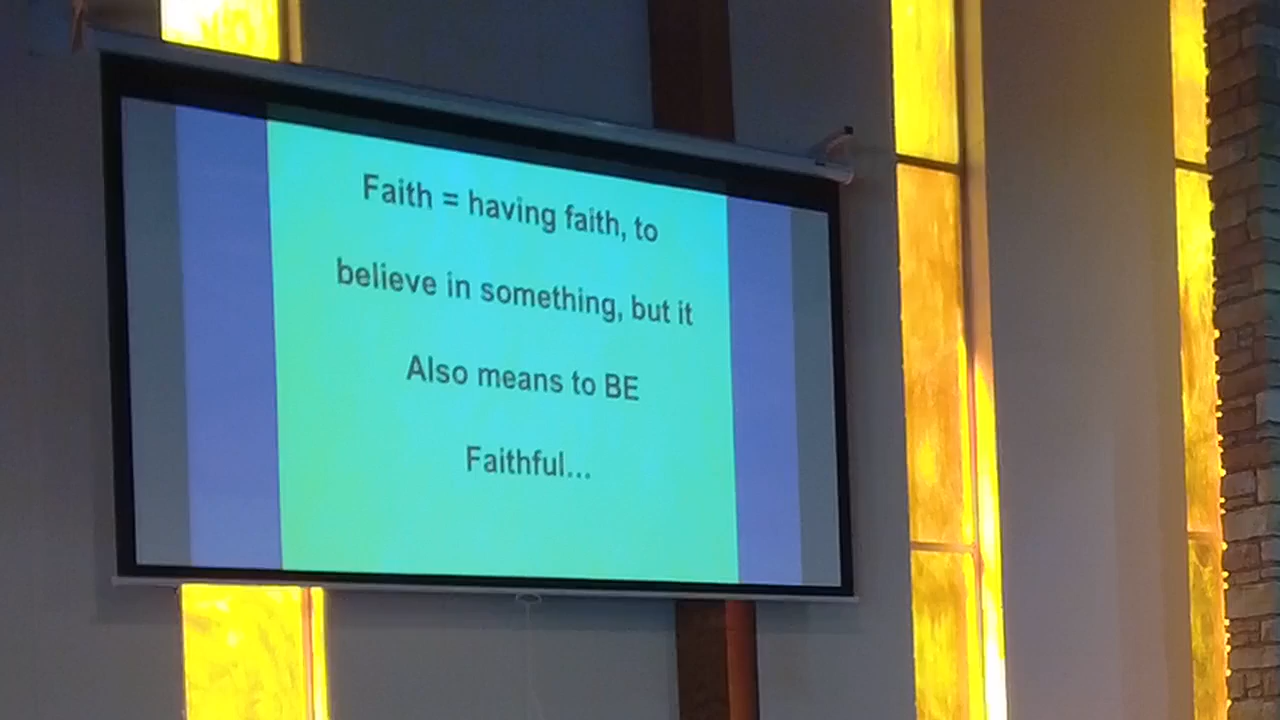 Faith = having faith, to
believe in something, but it
Also means to BE
Faithful...